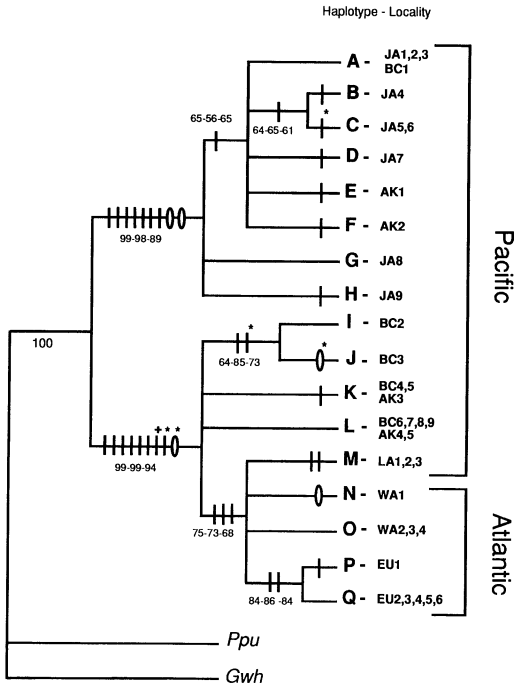 Haplotype - Locality
A - JA1,2,3
BC1
B - JA4
65-56-65
*
64-65-61
C - JA5,6
D - JA7
E - AK1
F - AK2
99-98-89
G - JA8
Pacific
H - JA9
I - BC2
*
*
100
64-85-73
J - BC3
K - BC4,5
AK3
L - BC6,7,8,9
AK4,5
+ * *
99-99-94
M - LA1,2,3
N - WA1
75-73-68
O - WA2,3,4
Atlantic
P - EU1
84-86 -84
Q - EU2,3,4,5,6
Ppu
Gwh